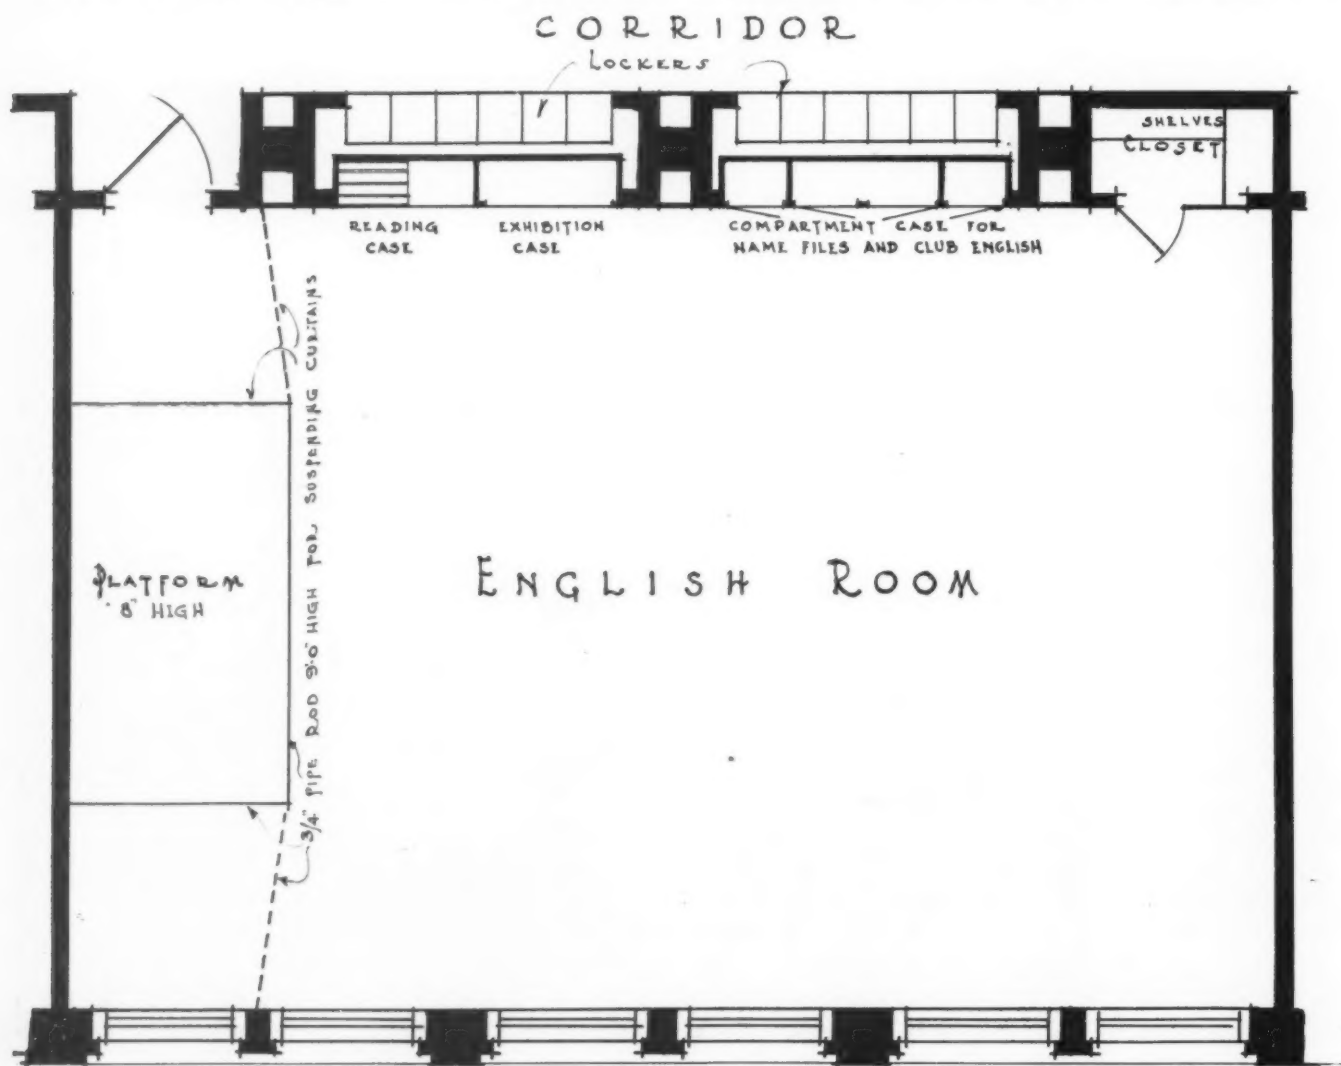 CORRIDOR
LOCKERS
SHELVES
CLOSET
READING
CASE
EXHIBITION
CASE
COMPARTMENT CASE FOR
NAME FILES AND CLUB ENGLISH
3/4" PIPE ROD 9'-0" HIGH FOR SUSPENDING CURTAINS
PLATFORM
8" HIGH
ENGLISH ROOM